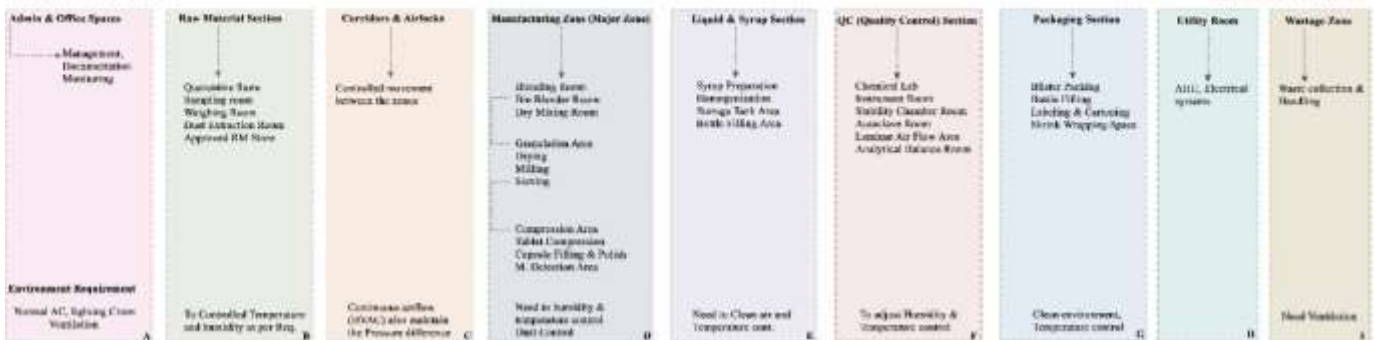 Admin & Office Spaces
Management,
Documentation
Monitoring
Environment Requirement
Normal AC, lighting Cross
Ventilation
A
Raw Material Section
Quarantine Store
Sampling room
Weighing Room
Dust Extraction Room
Approved RM Store
To Controlled Temperature
and humidity as per Req.
B
Corridors & Airlocks
Controlled movement
between the zones
Continuous airflow
(HVAC) also maintain
the Pressure difference
C
Manufacturing Zone (Major Zone)
Blending Room
Bin Blender Room
Dry Mixing Room
Granulation Area
Drying
Milling
Compression Area
Tablet Compression
Capsule Filling & Polish
M. Detection Area
Need to humidity &
temperature control
Dust Control
D
Liquid & Syrup Section
Syrup Preparation
Homogenization
Storage Tank Area
Bottle Filling Area
Need to Clean air and
Temperature cont.
E
QC (Quality Control) Section
Chemical Lab
Instrument Room
Stability Chamber Room
Autoclave Room
Laminar Air Flow Area
Analytical Balance Room
To adjust Humidity &
Temperature control
F
Packaging Section
Blister Packing
Bottle Filling
Labeling & Cartoning
Shrink Wrapping Space
Clean environment,
Temperature control
G
Utility Room
Electrical
systems
H
Wastage Zone
Waste collection &
Handling
Need Ventilation
I